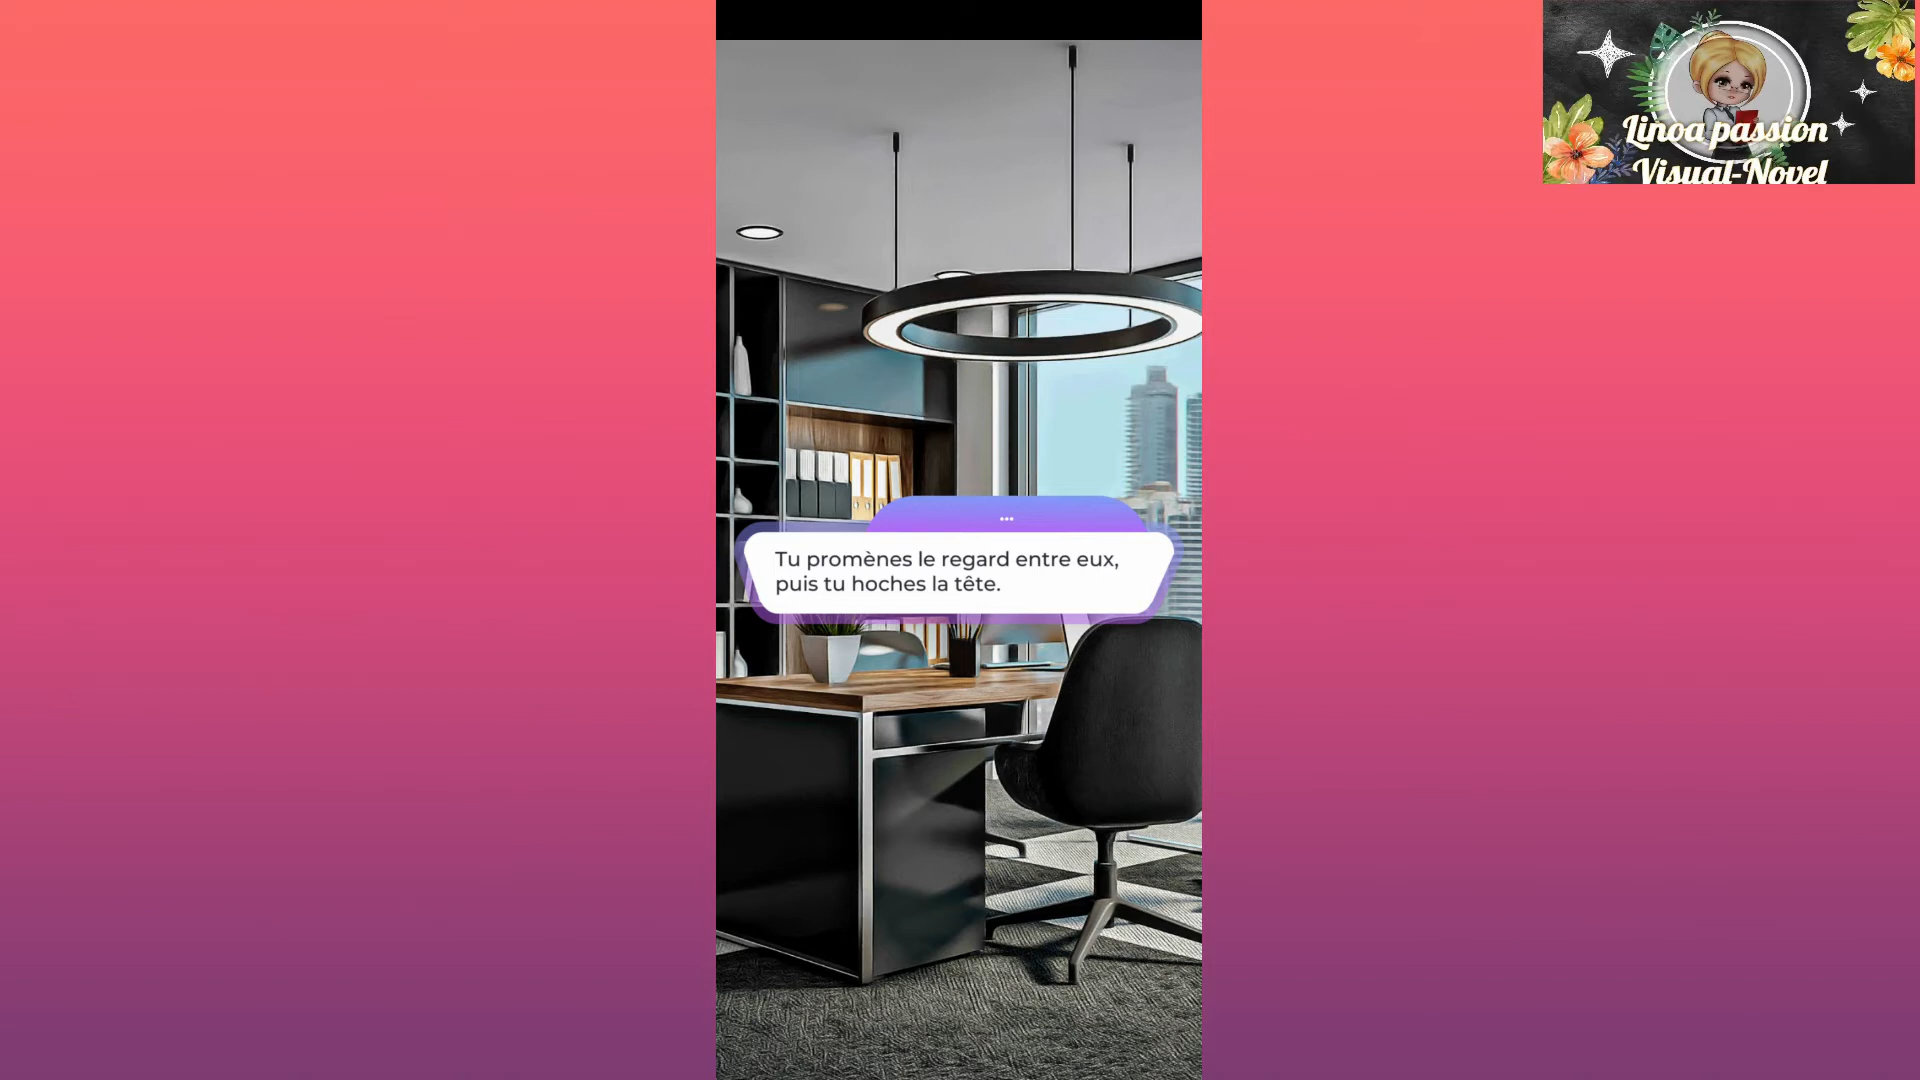 Linoa passion
Visual-Novel
...
Tu promènes le regard entre eux,
puis tu hoches la tête.